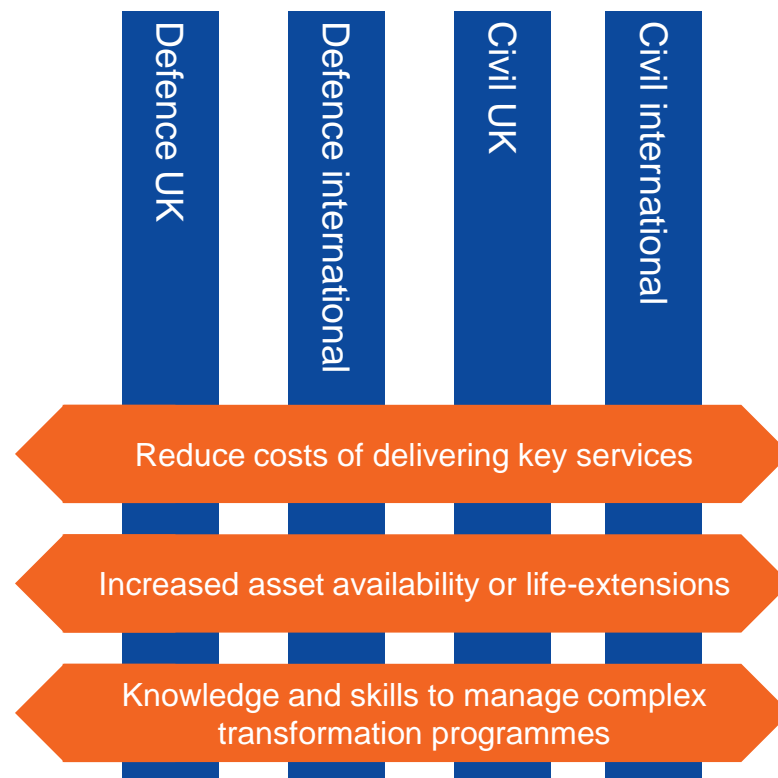 Defence UK
Defence international
Civil UK
Civil international
Reduce costs of delivering key services
Increased asset availability or life-extensions
Knowledge and skills to manage complex
transformation programmes